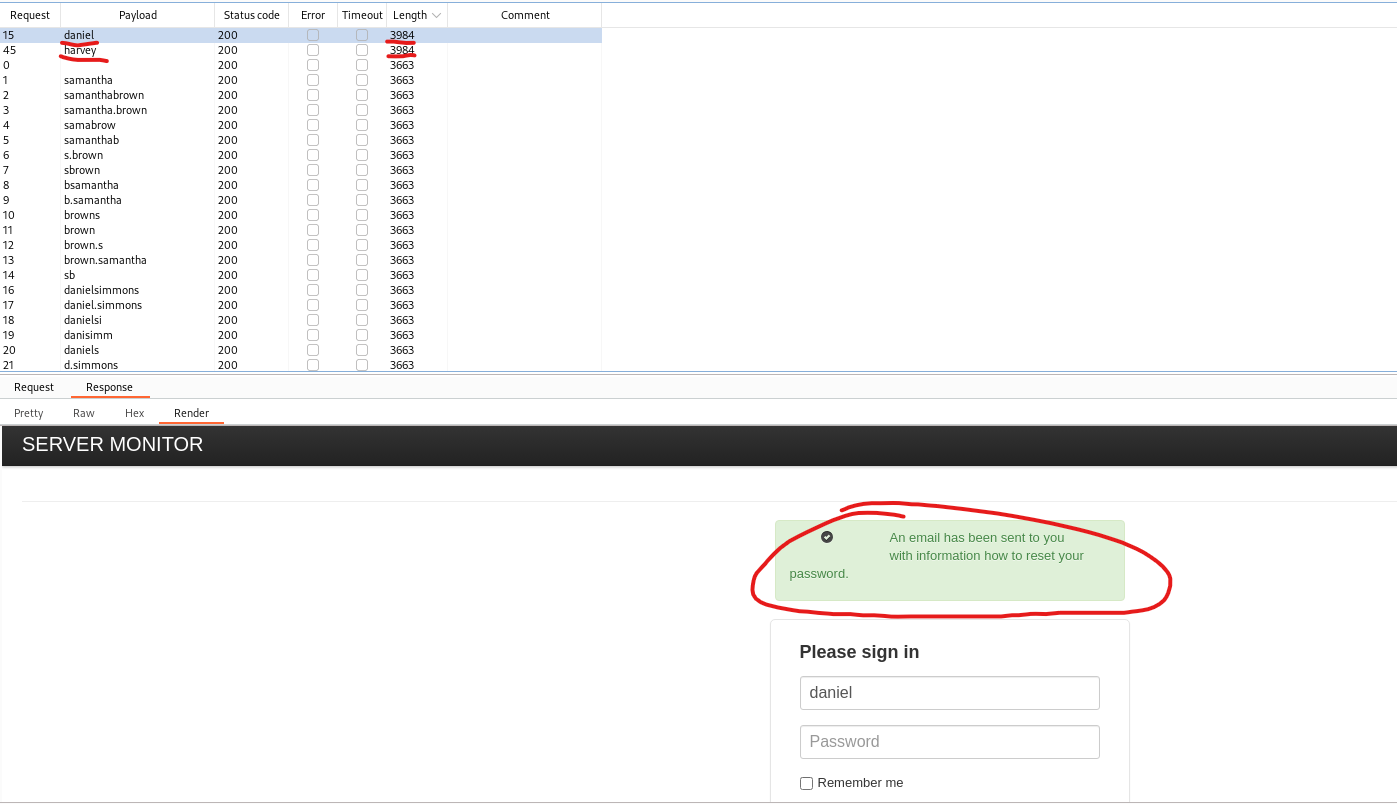 Request Payload Status code Error Timeout Length Comment
15 daniel 200 3984
45 harvey 200 3984
0 200 3663
1 samantha 200 3663
2 samanthabrown 200 3663
3 samantha.brown 200 3663
4 samabrow 200 3663
5 samanthab 200 3663
6 s.brown 200 3663
7 sbrown 200 3663
8 bsamantha 200 3663
9 b.samantha 200 3663
10 browns 200 3663
11 brown 200 3663
12 brown.s 200 3663
13 brown.samantha 200 3663
14 sb 200 3663
16 danielsimmons 200 3663
17 daniel.simmons 200 3663
18 danielsi 200 3663
19 danisimm 200 3663
20 daniels 200 3663
21 d.simmons 200 3663
Request Response
Pretty Raw Hex Render
SERVER MONITOR
An email has been sent to you
with information how to reset your
password.
Please sign in
daniel
Password
Remember me